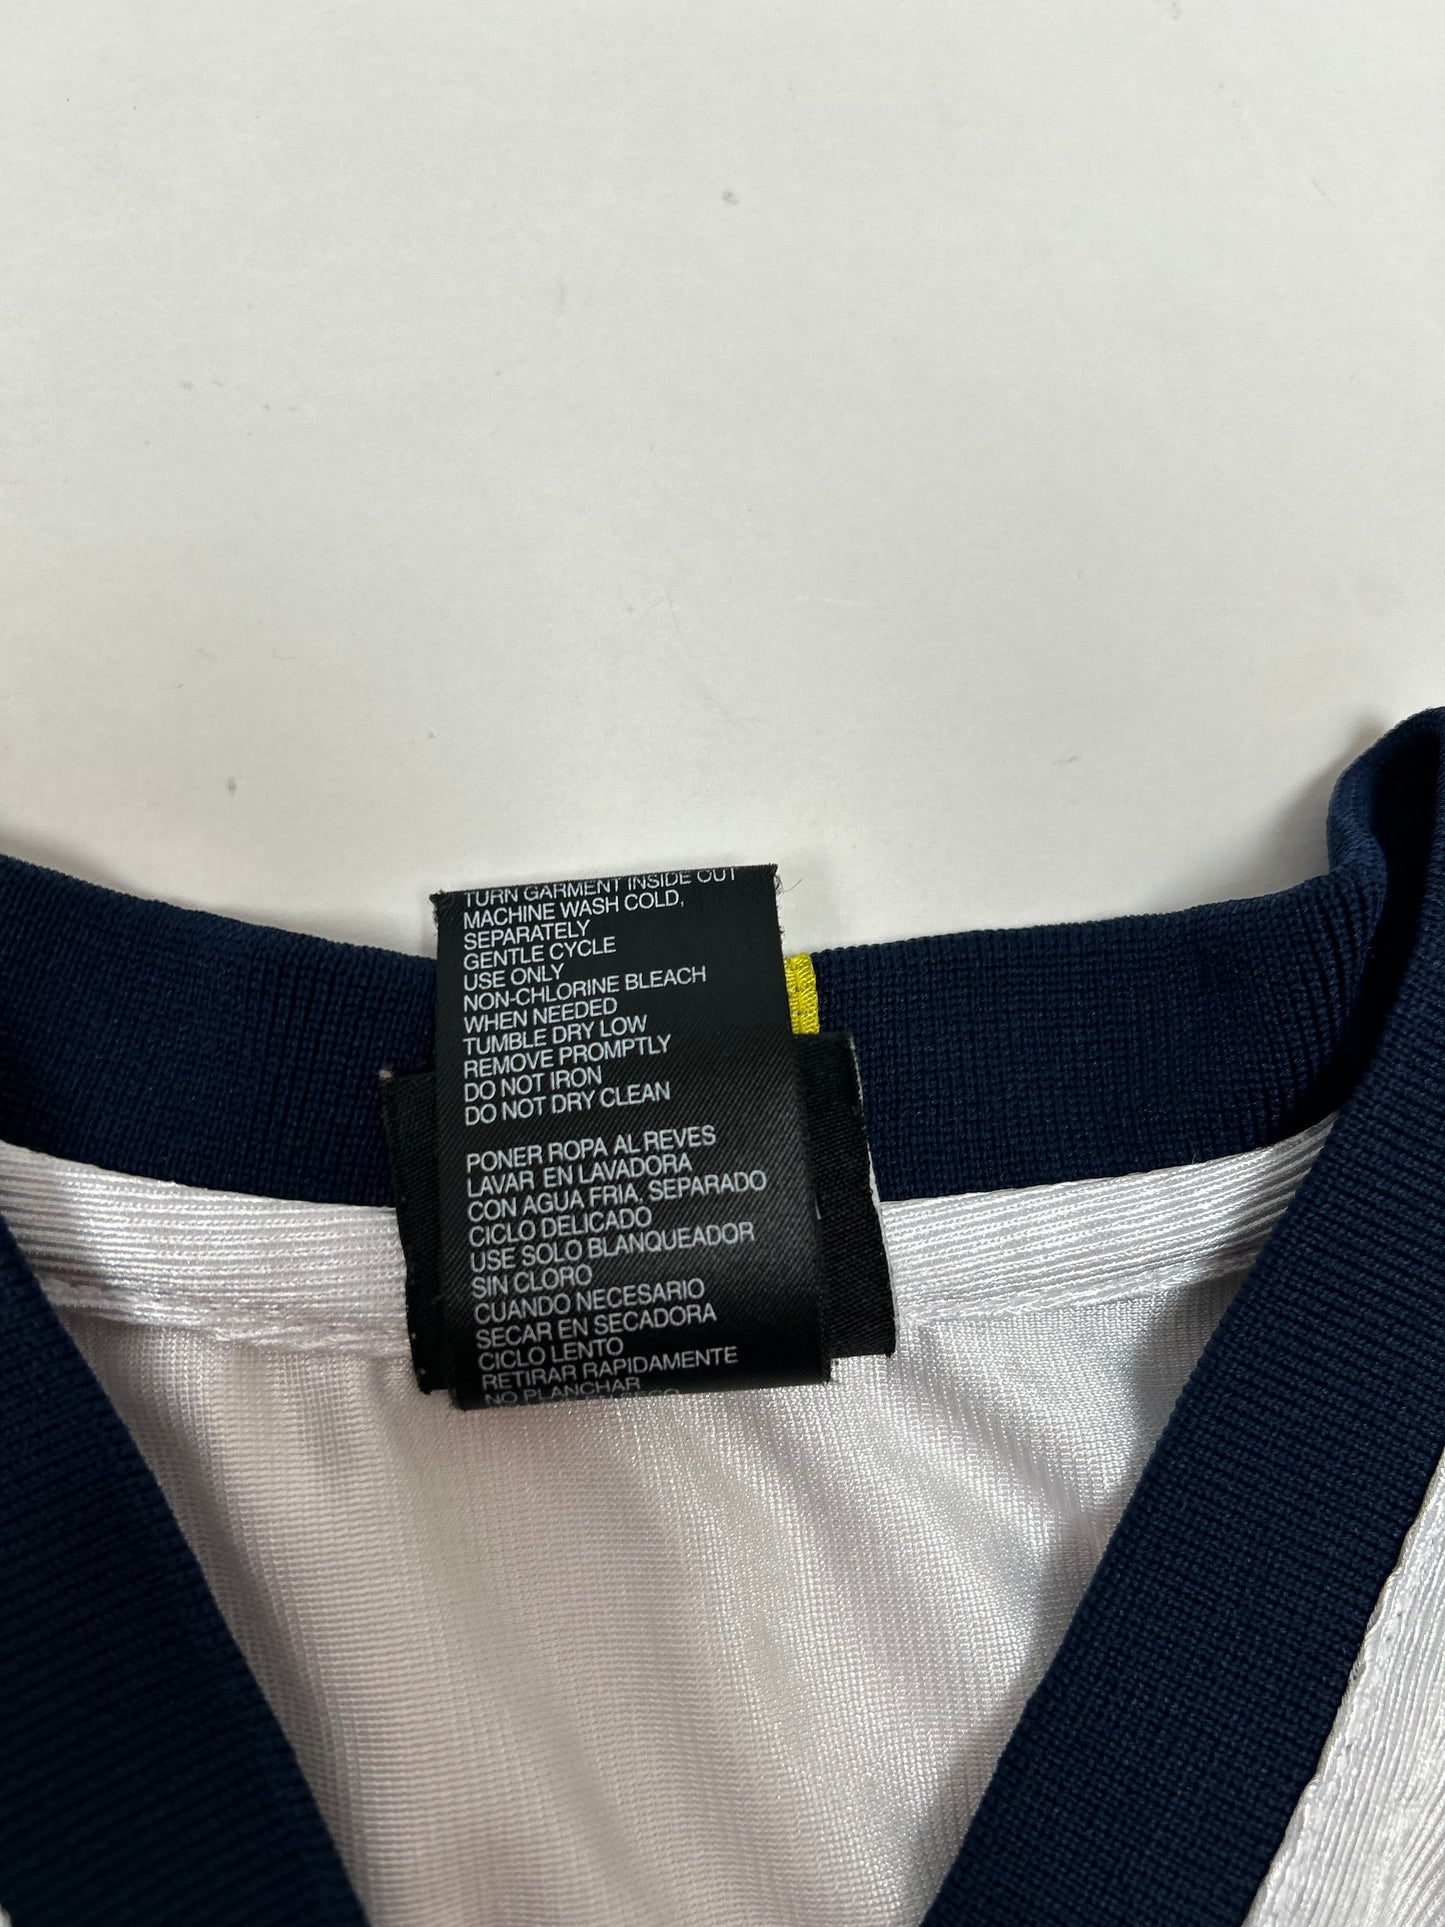 TURN GARMENT INSIDE OUT
MACHINE WASH COLD,
SEPARATELY
GENTLE CYCLE
USE ONLY
NON-CHLORINE BLEACH
WHEN NEEDED
TUMBLE DRY LOW
REMOVE PROMPTLY
DO NOT IRON
DO NOT DRY CLEAN
PONER ROPA AL REVES
LAVAR EN LAVADORA
CON AGUA FRIA, SEPARADO
CICLO DELICADO
USE SOLO BLANQUEADOR
SIN CLORO
CUANDO NECESARIO
SECAR EN SECADORA
CICLO LENTO
RETIRAR RAPIDAMENTE
NO PLANCHAR